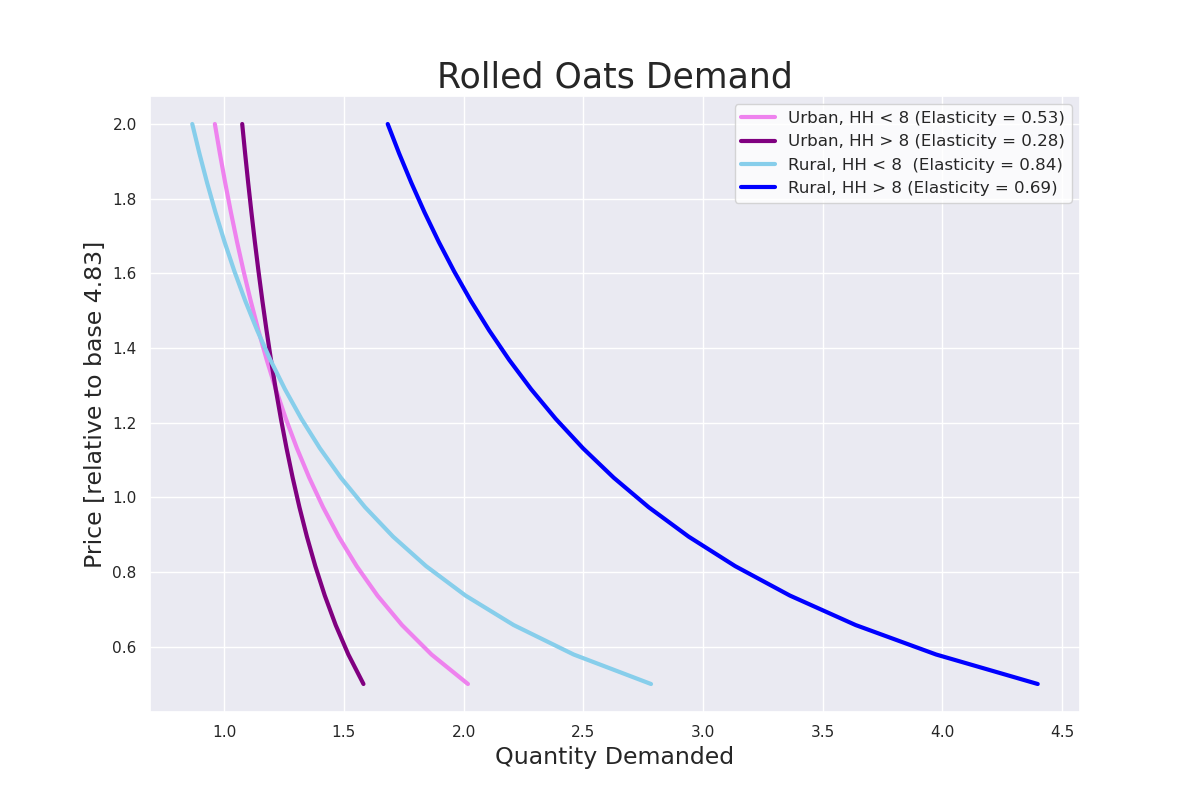 Rolled Oats Demand
Urban, HH < 8 (Elasticity = 0.53)
Urban, HH > 8 (Elasticity = 0.28)
Rural, HH < 8  (Elasticity = 0.84)
Rural, HH > 8 (Elasticity = 0.69)
Price [relative to base 4.83]
2.0
1.8
1.6
1.4
1.2
1.0
0.8
0.6
1.0 1.5 2.0 2.5 3.0 3.5 4.0 4.5
Quantity Demanded